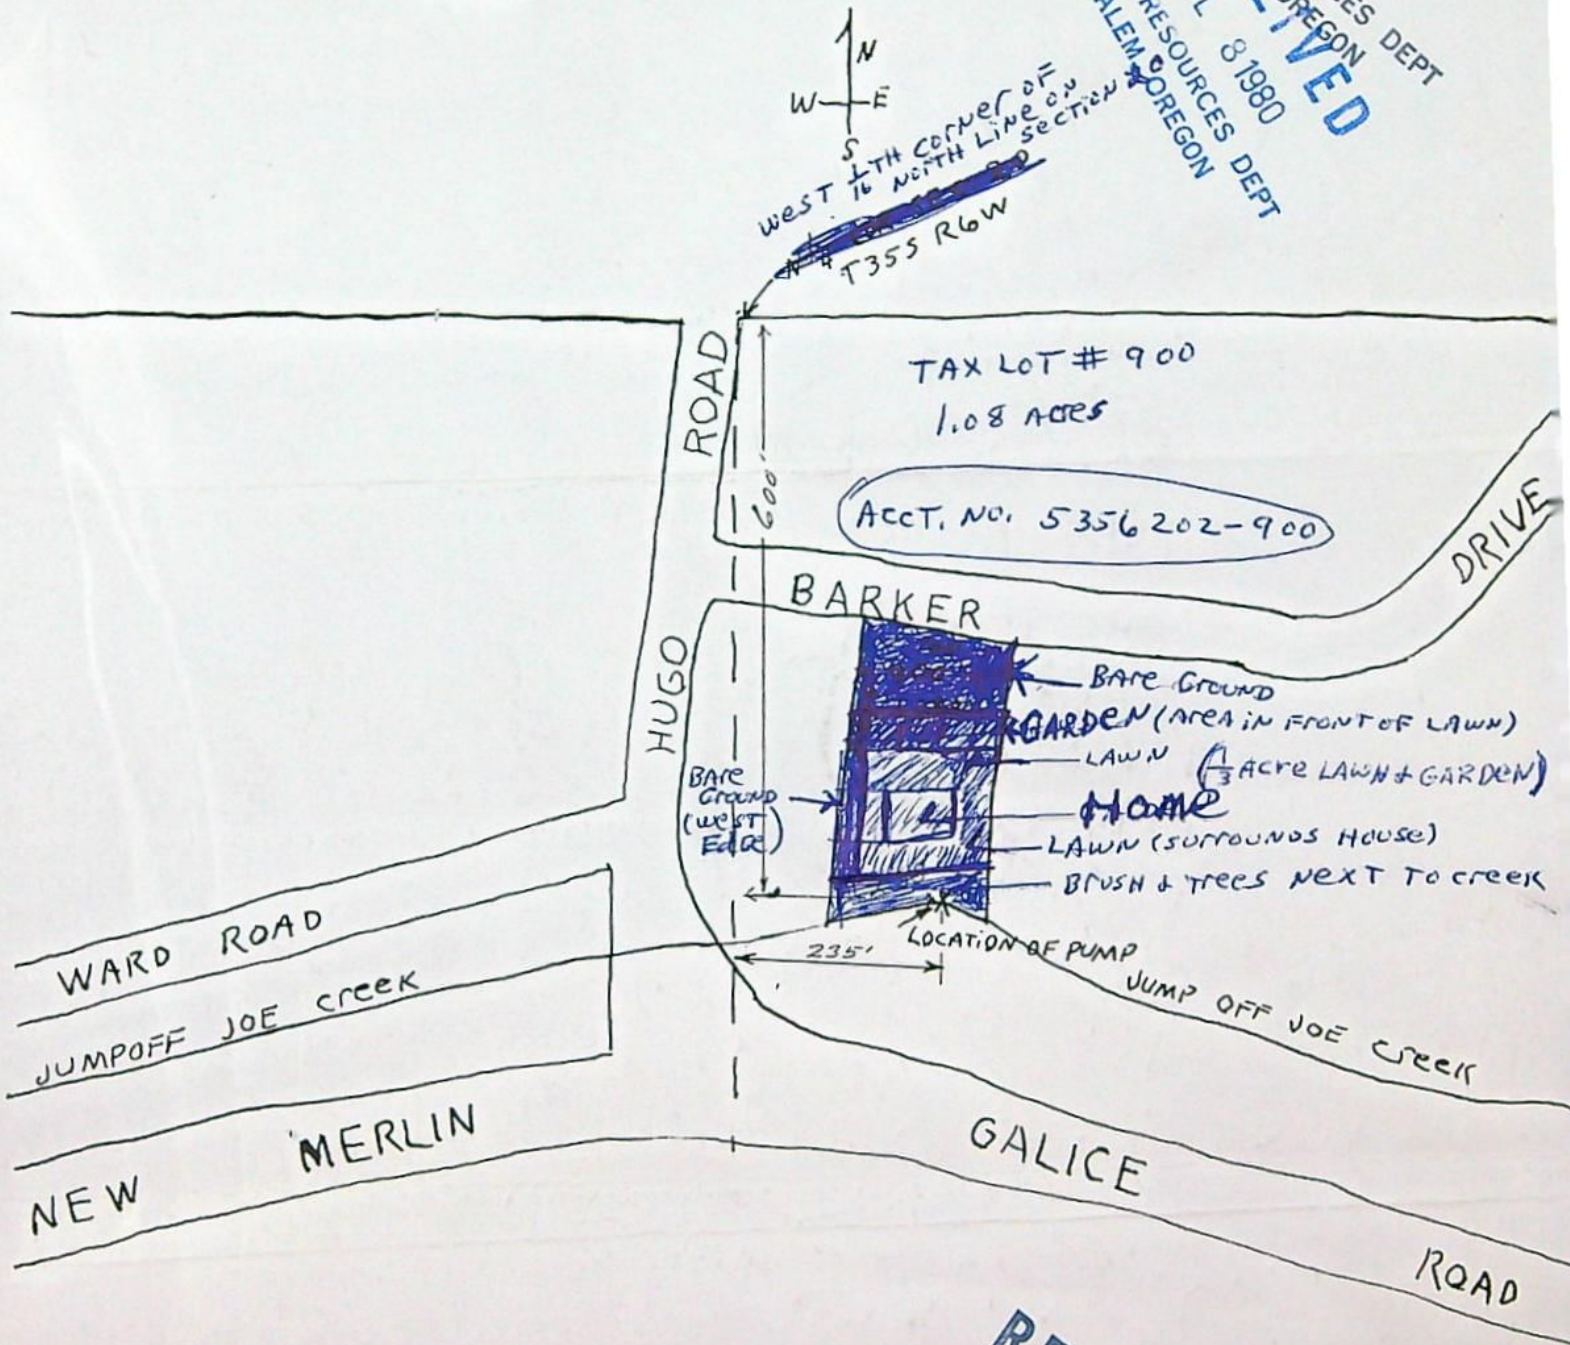 ES DEPT
OREGON
EIVED
L 8 1980
RESOURCES DEPT
ALEM, OREGON
N
W E
S
WEST 1/16TH CORNER OF
NORTH LINE ON
SECTION
T35S R6W
TAX LOT # 900
1.08 Acres
ACCT. NO. 5356202-900
ROAD
600'
BARKER
DRIVE
HUGO
BAre Ground
GARDEN (AreA IN FRONT OF LAWN)
LAWN (1/3 Acre LAWN & GARDEN)
BAre
Ground
(WEST
EdGe)
Home
LAWN (SURROUNDS HOUSE)
BrUSH & TREES NEXT TO creek
WARD ROAD
235'
LOCATION OF PUMP
JUMPOFF JOE creek
JUMP OFF JOE creek
NEW MERLIN GALICE ROAD